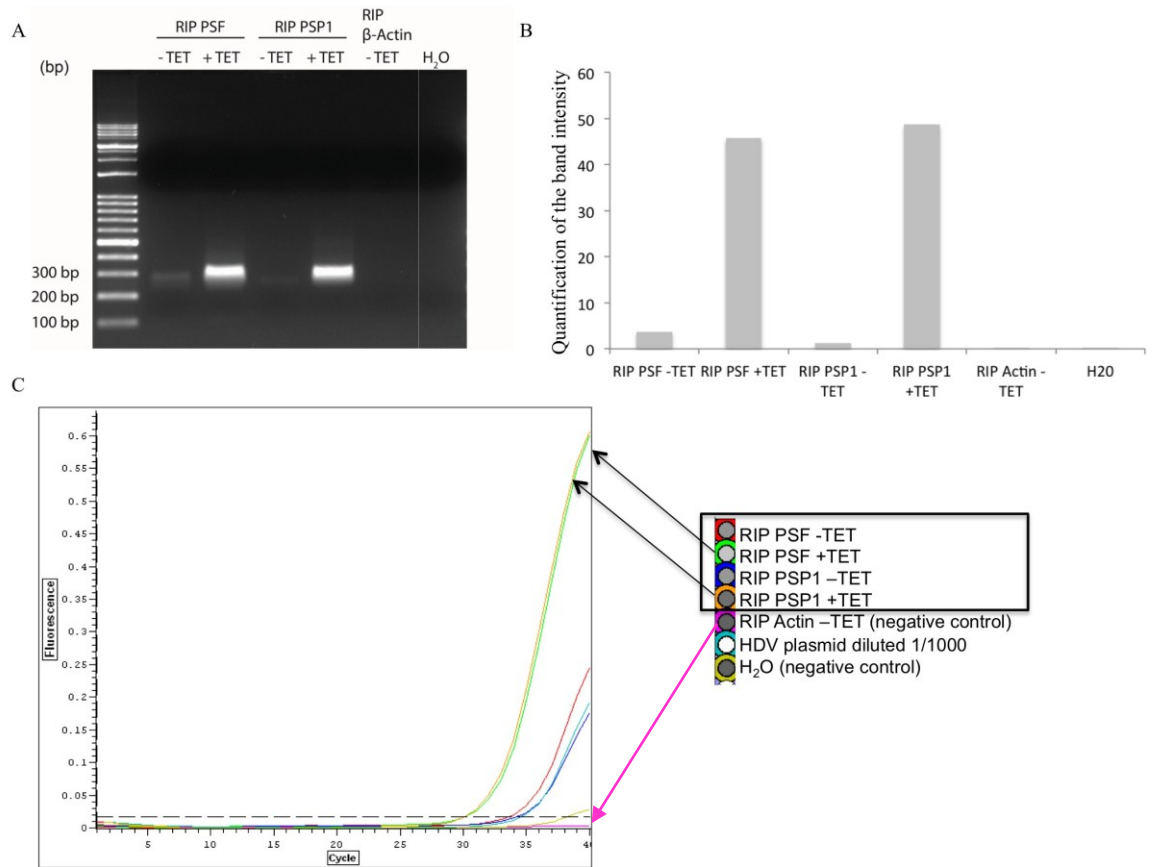 A
RIP PSF
RIP PSP1
RIP
β-Actin
(bp)
- TET
+ TET
- TET
+ TET
- TET
H₂O
300 bp
200 bp
100 bp
B
Quantification of the band intensity
60
50
40
30
20
10
0
RIP PSF -TET
RIP PSF +TET
RIP PSP1 -
TET
RIP PSP1
+TET
RIP Actin -
TET
H20
C
Fluorescence
0.6
0.55
0.5
0.45
0.4
0.35
0.3
0.25
0.2
0.15
0.1
0.05
0
5
10
15
20
25
30
35
40
Cycle
RIP PSF -TET
RIP PSF +TET
RIP PSP1 –TET
RIP PSP1 +TET
RIP Actin –TET (negative control)
HDV plasmid diluted 1/1000
H₂O (negative control)